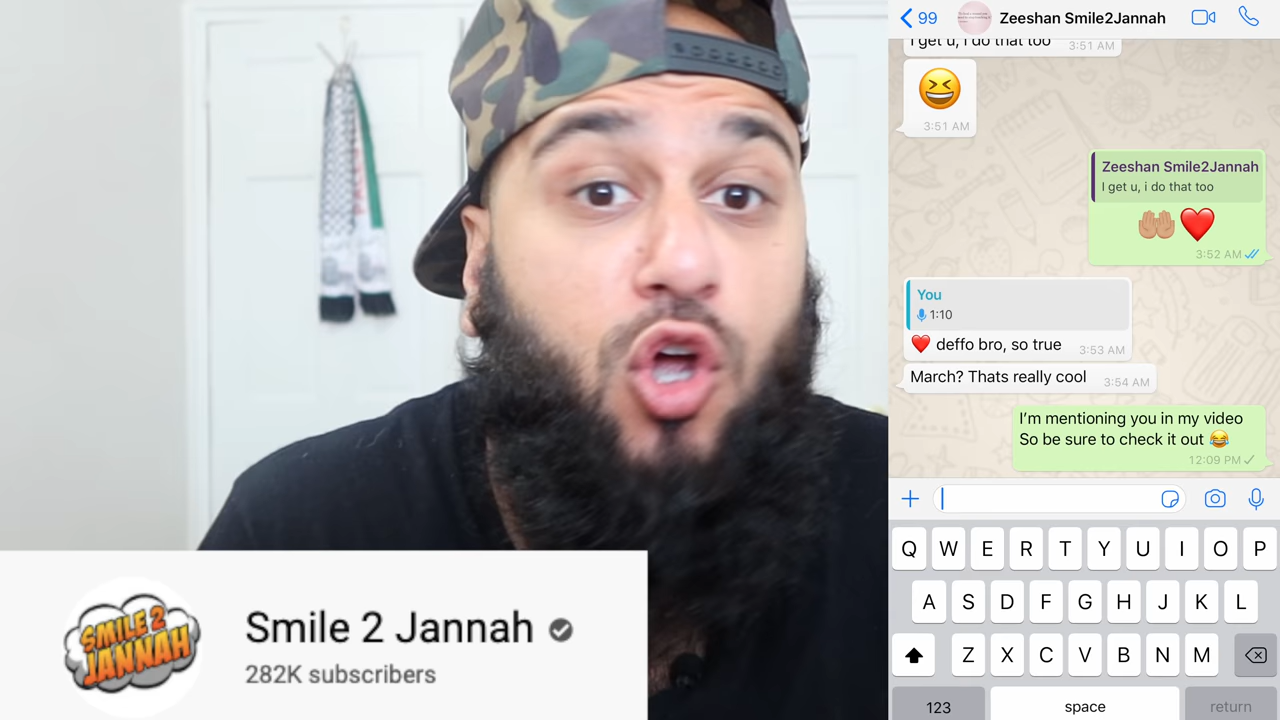 99
Zeeshan Smile2Jannah
I get u, i do that too
3:51 AM
3:51 AM
Zeeshan Smile2Jannah
I get u, i do that too
3:52 AM
You
1:10
deffo bro, so true
3:53 AM
March? Thats really cool
3:54 AM
I'm mentioning you in my video
So be sure to check it out
12:09 PM
Q W E R T Y U I O P
A S D F G H J K L
Z X C V B N M
123 space return
SMILE 2
JANNAH
Smile 2 Jannah
282K subscribers